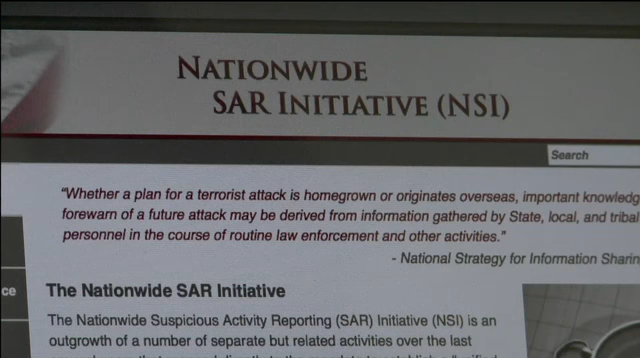 NATIONWIDE
SAR INITIATIVE (NSI)
Search
"Whether a plan for a terrorist attack is homegrown or originates overseas, important knowledg
forewarn of a future attack may be derived from information gathered by State, local, and tribal
personnel in the course of routine law enforcement and other activities."
- National Strategy for Information Sharin
ce
The Nationwide SAR Initiative
The Nationwide Suspicious Activity Reporting (SAR) Initiative (NSI) is an
outgrowth of a number of separate but related activities over the last